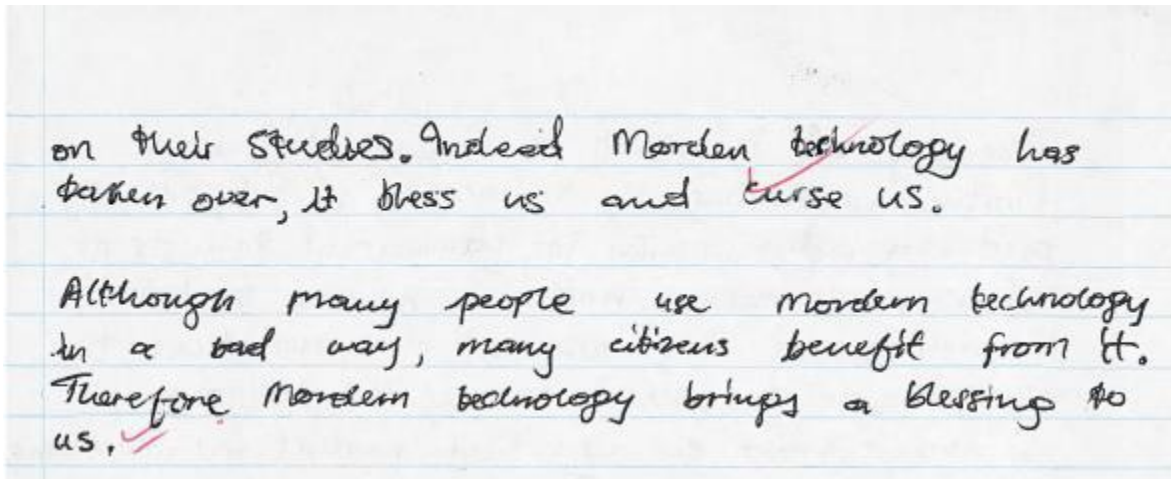 on their studies. Indeed Morden technology has
taken over, it bless us and curse us.
Although many people use mordern technology
in a bad way, many citizens benefit from it.
Therefore Mordern technology brings a blessing to
us.